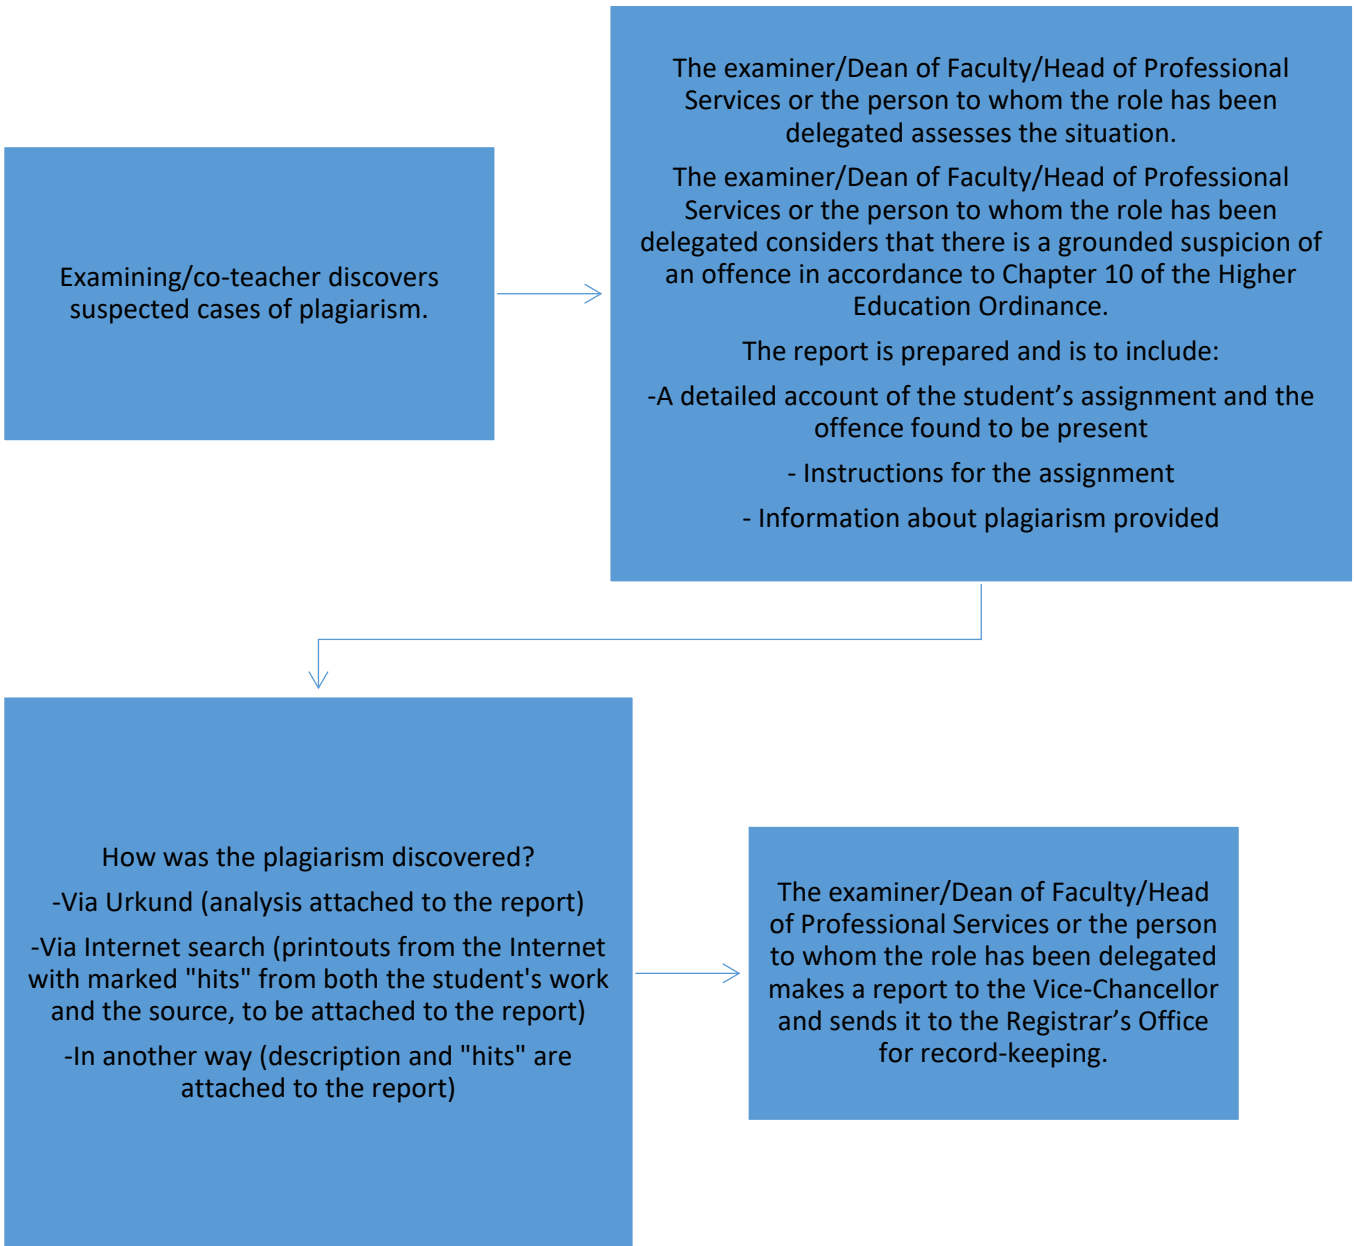 Examining/co-teacher discovers
suspected cases of plagiarism.
The examiner/Dean of Faculty/Head of Professional
Services or the person to whom the role has been
delegated assesses the situation.
The examiner/Dean of Faculty/Head of Professional
Services or the person to whom the role has been
delegated considers that there is a grounded suspicion of
an offence in accordance to Chapter 10 of the Higher
Education Ordinance.
The report is prepared and is to include:
-A detailed account of the student’s assignment and the
offence found to be present
- Instructions for the assignment
- Information about plagiarism provided
How was the plagiarism discovered?
-Via Urkund (analysis attached to the report)
-Via Internet search (printouts from the Internet
with marked "hits" from both the student's work
and the source, to be attached to the report)
-In another way (description and "hits" are
attached to the report)
The examiner/Dean of Faculty/Head
of Professional Services or the person
to whom the role has been delegated
makes a report to the Vice-Chancellor
and sends it to the Registrar’s Office
for record-keeping.